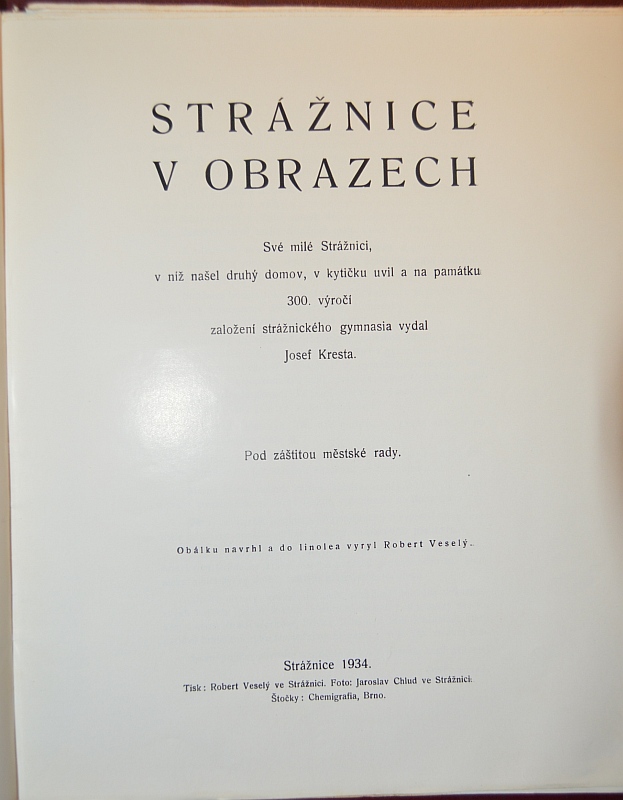 STRÁŽNICE
V OBRAZECH
Své milé Strážnici,
v níž našel druhý domov, v kytičku uvil a na památku
300. výročí
založení strážnického gymnasia vydal
Josef Kresta.
Pod záštitou městské rady.
Obálku navrhl a do linolea vyryl Robert Veselý.
Strážnice 1934.
Tisk: Robert Veselý ve Strážnici. Foto: Jaroslav Chlud ve Strážnici.
Štočky: Chemigrafia, Brno.